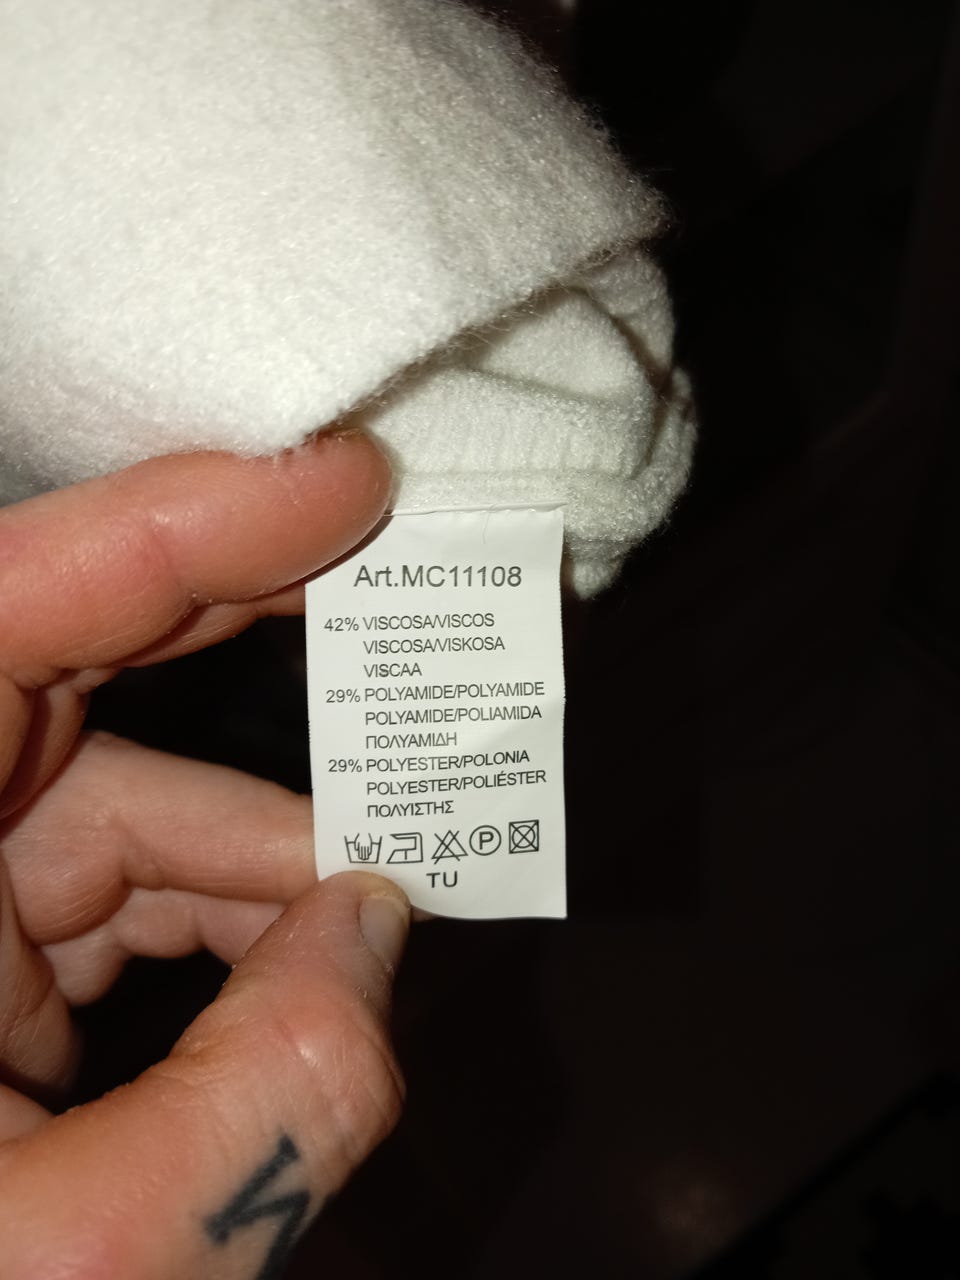 Art.MC11108
42% VISCOSA/VISCOS
VISCOSA/VISKOSA
VISCAA
29% POLYAMIDE/POLYAMIDE
POLYAMIDE/POLIAMIDA
ΠΟΛΥΑΜΙΔΗ
29% POLYESTER/POLONIA
POLYESTER/POLIÉSTER
ΠΟΛΥΙΣΤΗΣ
P
TU
N